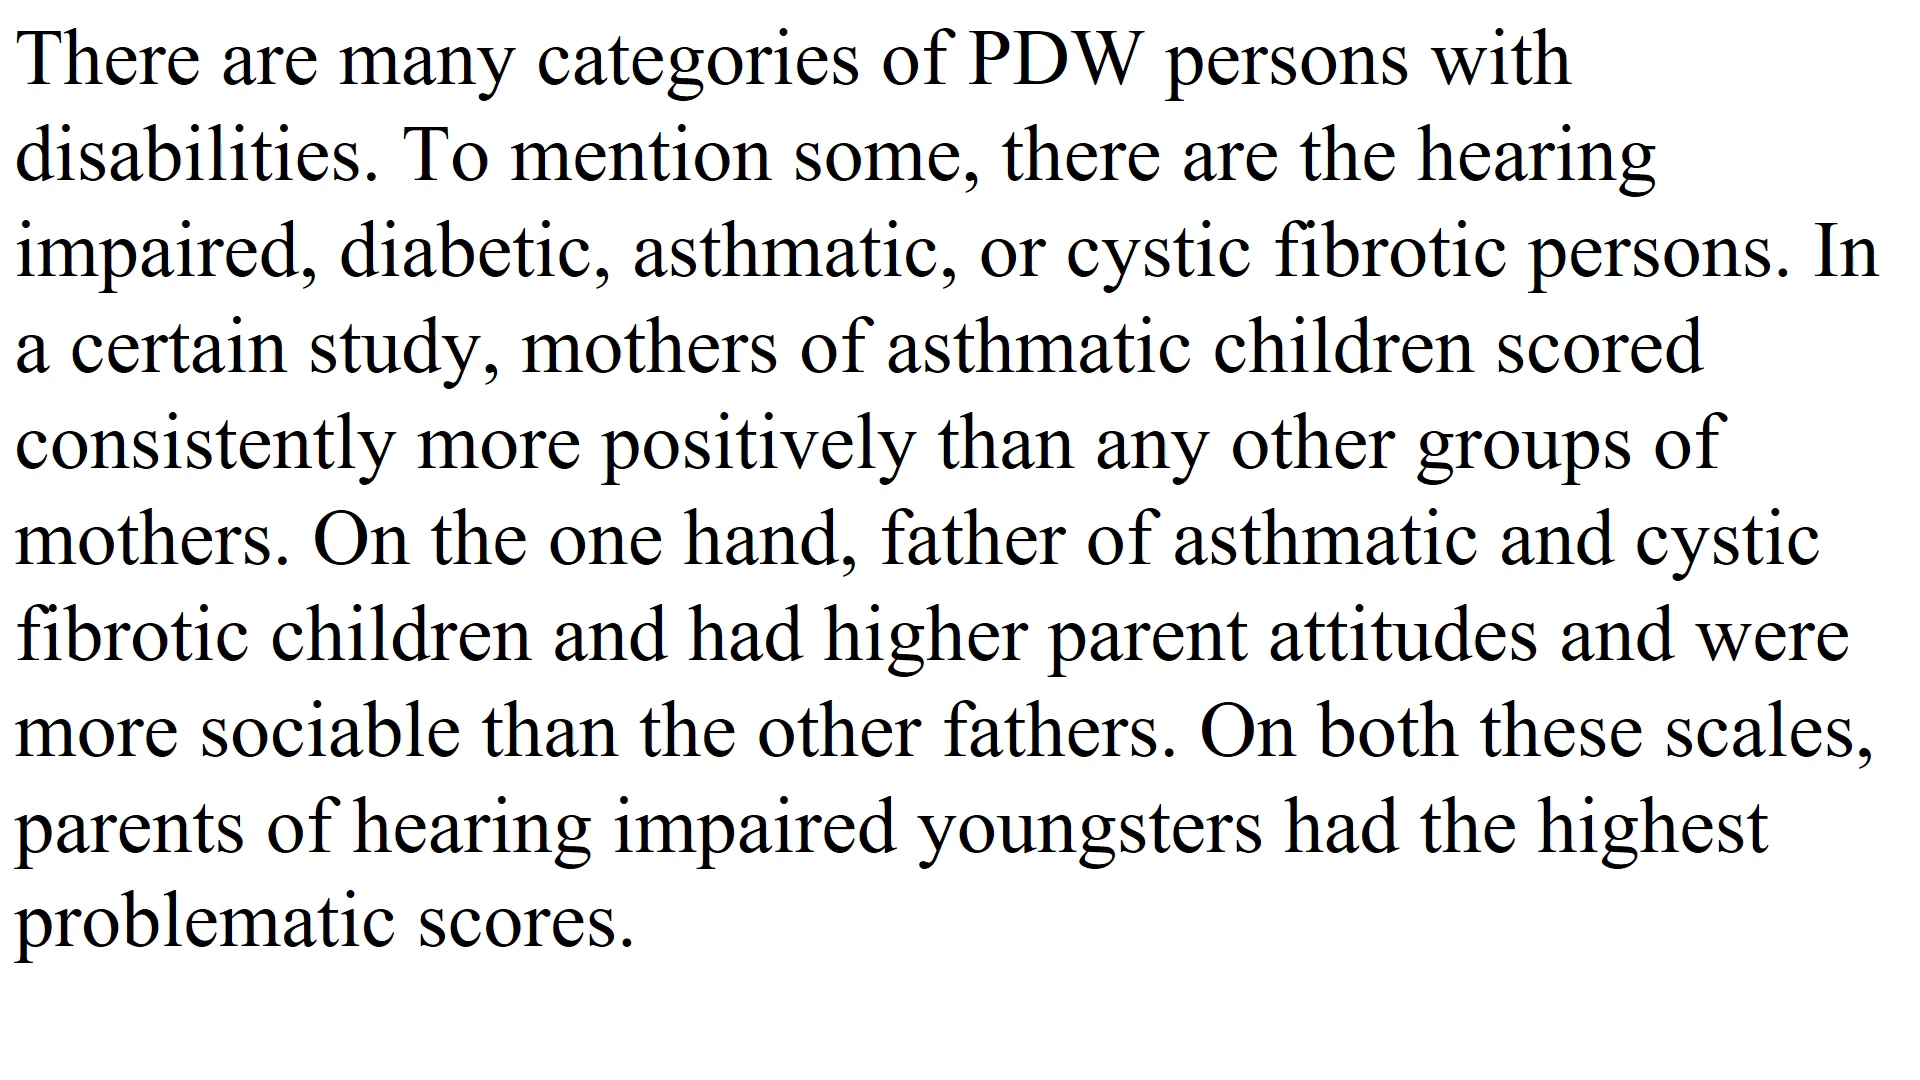 There are many categories of PDW persons with
disabilities. To mention some, there are the hearing
impaired, diabetic, asthmatic, or cystic fibrotic persons. In
a certain study, mothers of asthmatic children scored
consistently more positively than any other groups of
mothers. On the one hand, father of asthmatic and cystic
fibrotic children and had higher parent attitudes and were
more sociable than the other fathers. On both these scales,
parents of hearing impaired youngsters had the highest
problematic scores.